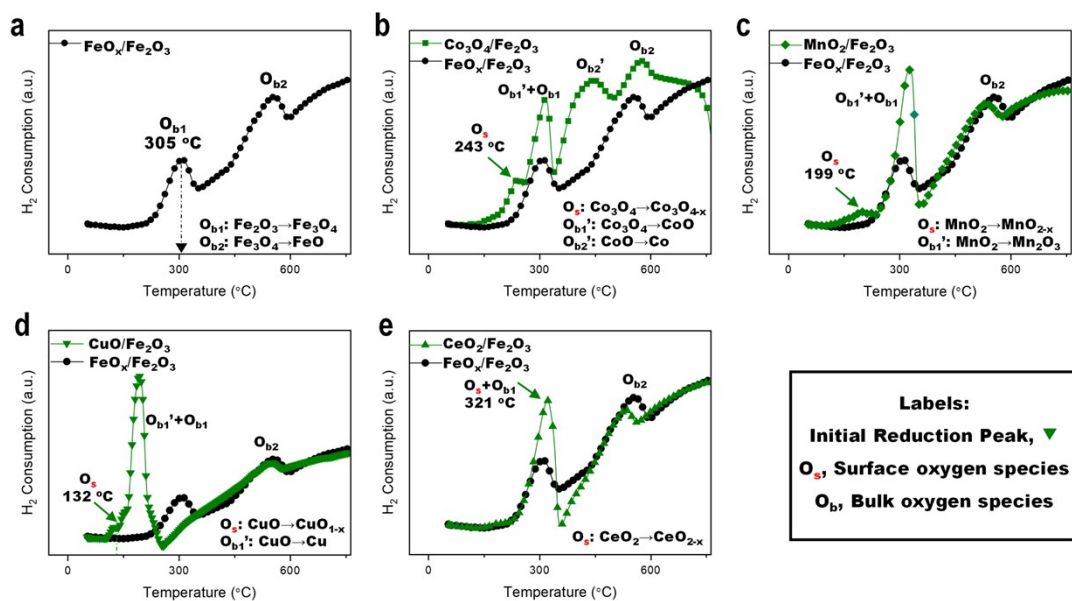 a
FeOx/Fe2O3
Ob2
Ob1
305 °C
Ob1: Fe2O3→Fe3O4
Ob2: Fe3O4→FeO
H2 Consumption (a.u.)
0 300 600
Temperature (°C)
b
Co3O4/Fe2O3
FeOx/Fe2O3
Ob2'
Ob2
Ob1'+Ob1
Os
243 °C
Os: Co3O4→Co3O4-x
Ob1': Co3O4→CoO
Ob2': CoO→Co
H2 Consumption (a.u.)
0 300 600
Temperature (°C)
c
MnO2/Fe2O3
FeOx/Fe2O3
Ob2
Ob1'+Ob1
Os
199 °C
Os: MnO2→MnO2-x
Ob1': MnO2→Mn2O3
H2 Consumption (a.u.)
0 300 600
Temperature (°C)
d
CuO/Fe2O3
FeOx/Fe2O3
Ob1'+Ob1
Ob2
Os
132 °C
Os: CuO→CuO1-x
Ob1': CuO→Cu
H2 Consumption (a.u.)
0 300 600
Temperature (°C)
e
CeO2/Fe2O3
FeOx/Fe2O3
Os+Ob1
321 °C
Ob2
Os: CeO2→CeO2-x
H2 Consumption (a.u.)
0 300 600
Temperature (°C)
Labels:
Initial Reduction Peak, ▼
Os, Surface oxygen species
Ob, Bulk oxygen species